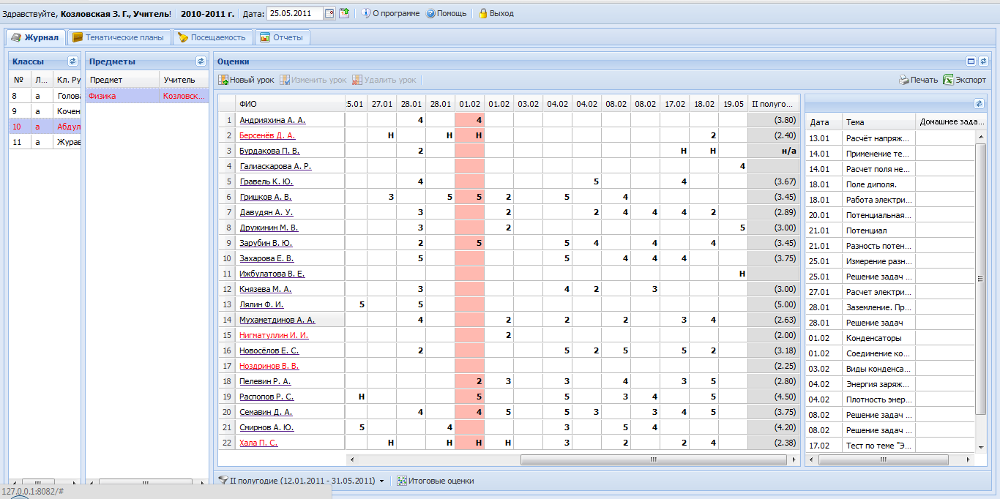 Здравствуйте, Козловская З. Г., Учитель! 2010-2011 г. Дата: 25.05.2011 О программе Помощь Выход
Журнал Тематические планы Посещаемость Отчеты
Классы
№ Л... Кл. Ру
8 а Голова
9 а Кочен
10 а Абдул
11 а Журав
Предметы
Предмет Учитель
Физика Козловск...
Оценки
Новый урок Изменить урок Удалить урок Печать Экспорт
ФИО 5.01 27.01 28.01 28.01 01.02 01.02 03.02 04.02 04.02 08.02 08.02 17.02 18.02 19.05 II полуго...
1 Андрияхина А. А. 4 4 (3.80)
2 Берсенёв Д. А. Н Н Н 2 (2.40)
3 Бурдакова П. В. 2 Н Н н/а
4 Галиаскарова А. Р. 4
5 Гравель К. Ю. 4 5 4 (3.67)
6 Гришков А. В. 3 5 5 2 5 4 (3.45)
7 Давудян А. У. 3 2 2 4 4 4 2 (2.89)
8 Дружинин М. В. 3 2 5 (3.00)
9 Зарубин В. Ю. 2 5 5 4 4 4 (3.45)
10 Захарова Е. В. 5 5 4 4 4 (3.75)
11 Ижбулатова В. Е. Н
12 Князева М. А. 3 4 2 3 (3.00)
13 Лялин Ф. И. 5 5 (5.00)
14 Мухаметдинов А. А. 4 2 2 2 3 4 (2.63)
15 Нигматуллин И. И. 2 (2.00)
16 Новосёлов Е. С. 2 5 2 5 5 2 (3.18)
17 Ноздринов В. В. (2.25)
18 Пелевин Р. А. 2 3 3 4 3 5 (2.80)
19 Распопов Р. С. Н 5 5 3 4 5 (4.50)
20 Семавин Д. А. 4 4 5 5 3 3 4 5 (3.75)
21 Смирнов А. Ю. 5 4 3 5 4 (4.20)
22 Хала П. С. Н Н Н Н 3 2 2 4 (2.38)
Дата Тема Домашнее зада...
13.01 Расчёт напряж...
14.01 Применение те...
14.01 Расчет поля не...
18.01 Поле диполя.
18.01 Работа электри...
20.01 Потенциальная...
21.01 Потенциал
21.01 Разность потен...
25.01 Измерение разн...
25.01 Решение задач ...
27.01 Расчет электри...
28.01 Заземление. Пр...
28.01 Решение задач
01.02 Конденсаторы
01.02 Соединение ко...
03.02 Виды конденса...
04.02 Энергия заряж...
04.02 Плотность энер...
08.02 Решение задач ...
08.02 Решение задач ...
17.02 Тест по теме "Э...
II полугодие (12.01.2011 - 31.05.2011) Итоговые оценки
127.0.0.1:8082/#